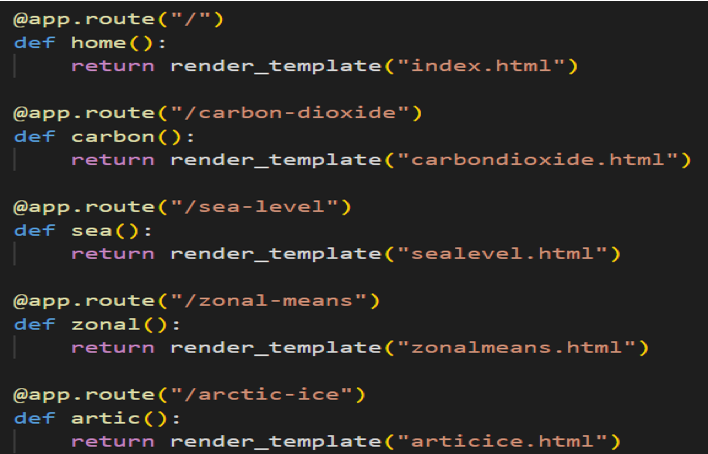 @app.route("/")
def home():
    return render_template("index.html")
@app.route("/carbon-dioxide")
def carbon():
    return render_template("carbondioxide.html")
@app.route("/sea-level")
def sea():
    return render_template("sealevel.html")
@app.route("/zonal-means")
def zonal():
    return render_template("zonalmeans.html")
@app.route("/arctic-ice")
def artic():
    return render_template("articice.html")